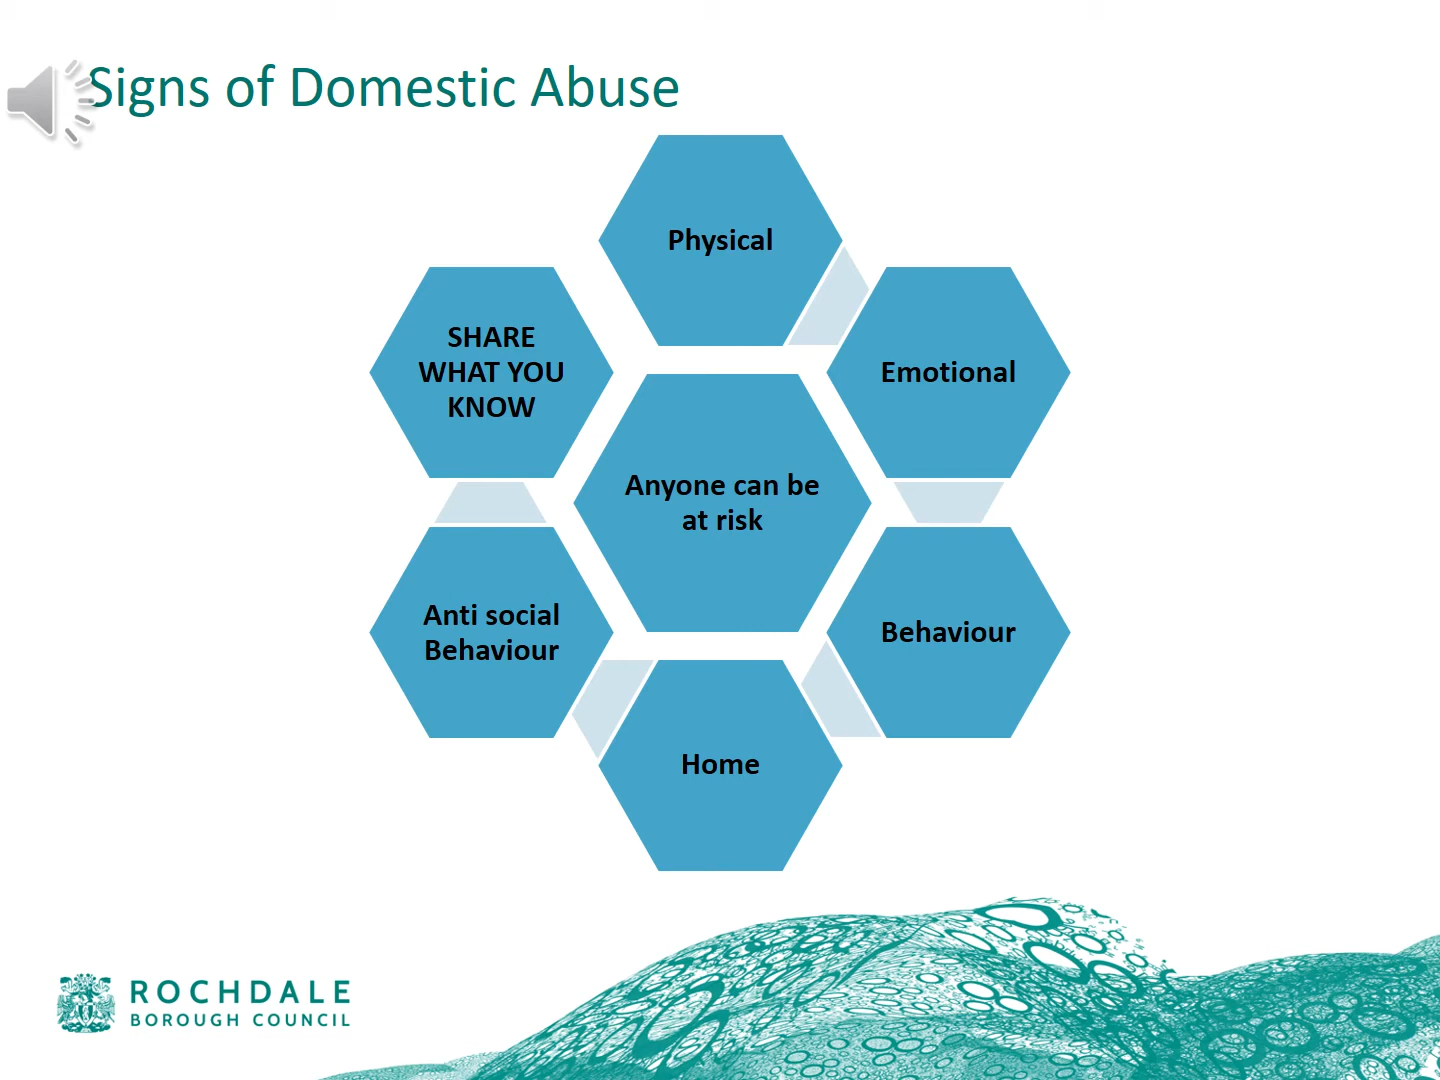 Signs of Domestic Abuse
Physical
Emotional
SHARE
WHAT YOU
KNOW
Anyone can be
at risk
Anti social
Behaviour
Behaviour
Home
ROCHDALE
BOROUGH COUNCIL